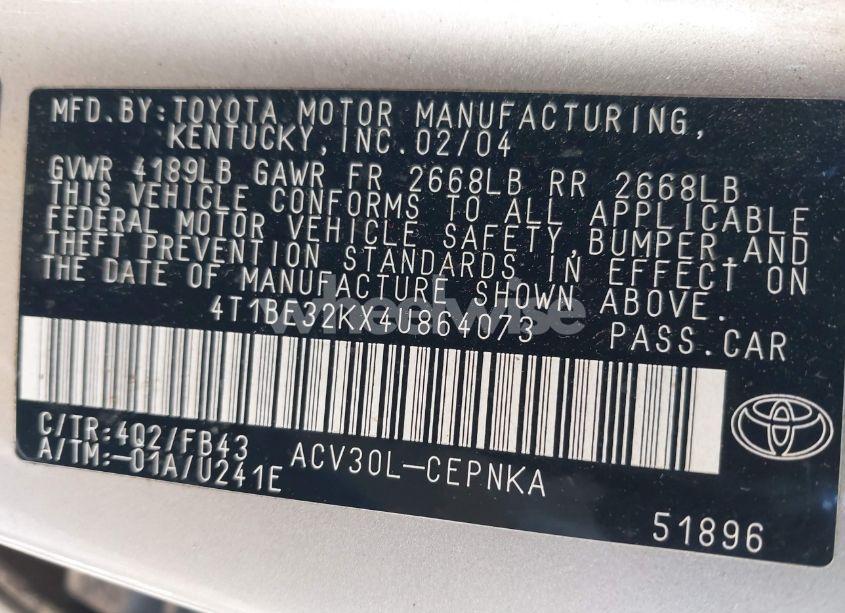 MFD.BY:TOYOTA MOTOR MANUFACTURING,
KENTUCKY,INC.02/04
GVWR 4189LB GAWR FR 2668LB RR 2668LB
THIS VEHICLE CONFORMS TO ALL APPLICABLE
FEDERAL MOTOR VEHICLE SAFETY,BUMPER,AND
THEFT PREVENTION STANDARDS IN EFFECT ON
THE DATE OF MANUFACTURE SHOWN ABOVE.
4T1BE32KX4U864073 PASS.CAR
wheelwise
C/TR:4Q2/FB43
A/TM:-01A/U241E
ACV30L-CEPNKA
51896